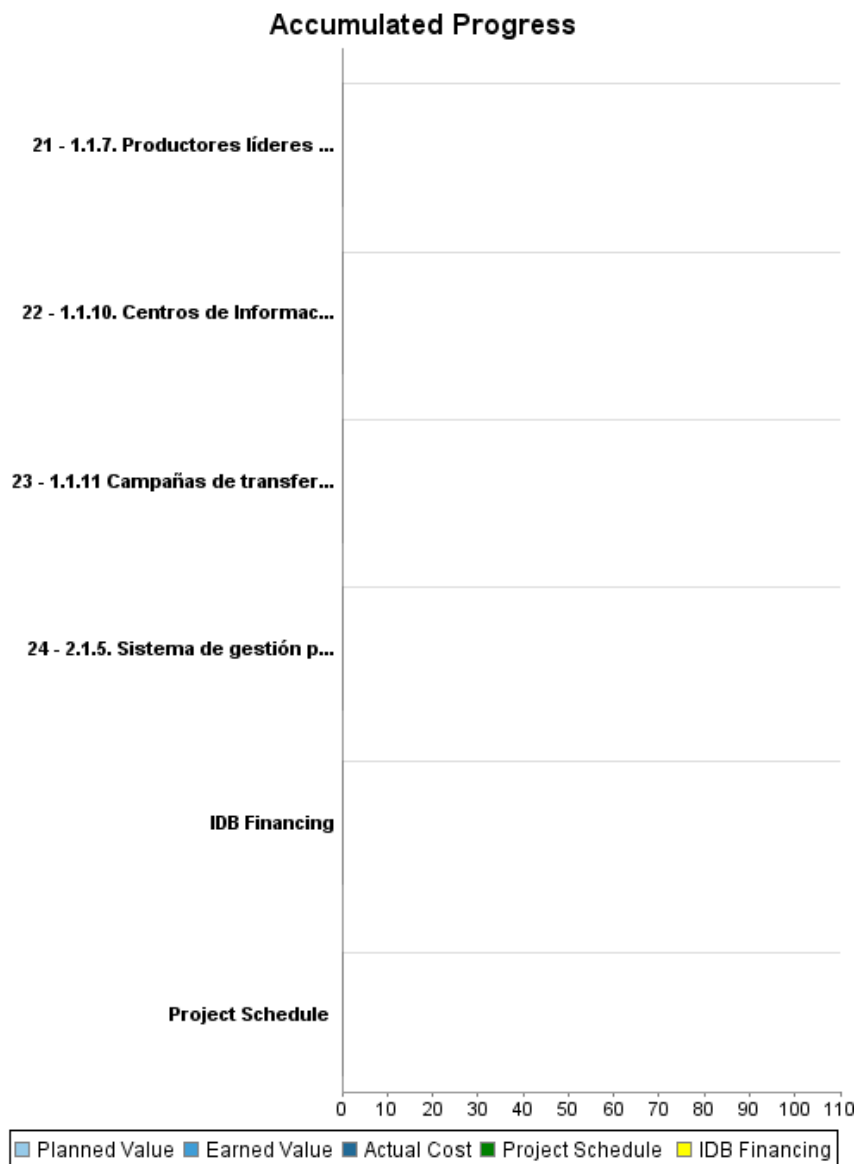 Accumulated Progress
21 - 1.1.7. Productores líderes ...
22 - 1.1.10. Centros de Informac...
23 - 1.1.11 Campañas de transfer...
24 - 2.1.5. Sistema de gestión p...
IDB Financing
Project Schedule
0 10 20 30 40 50 60 70 80 90 100 110
Planned Value Earned Value Actual Cost Project Schedule IDB Financing